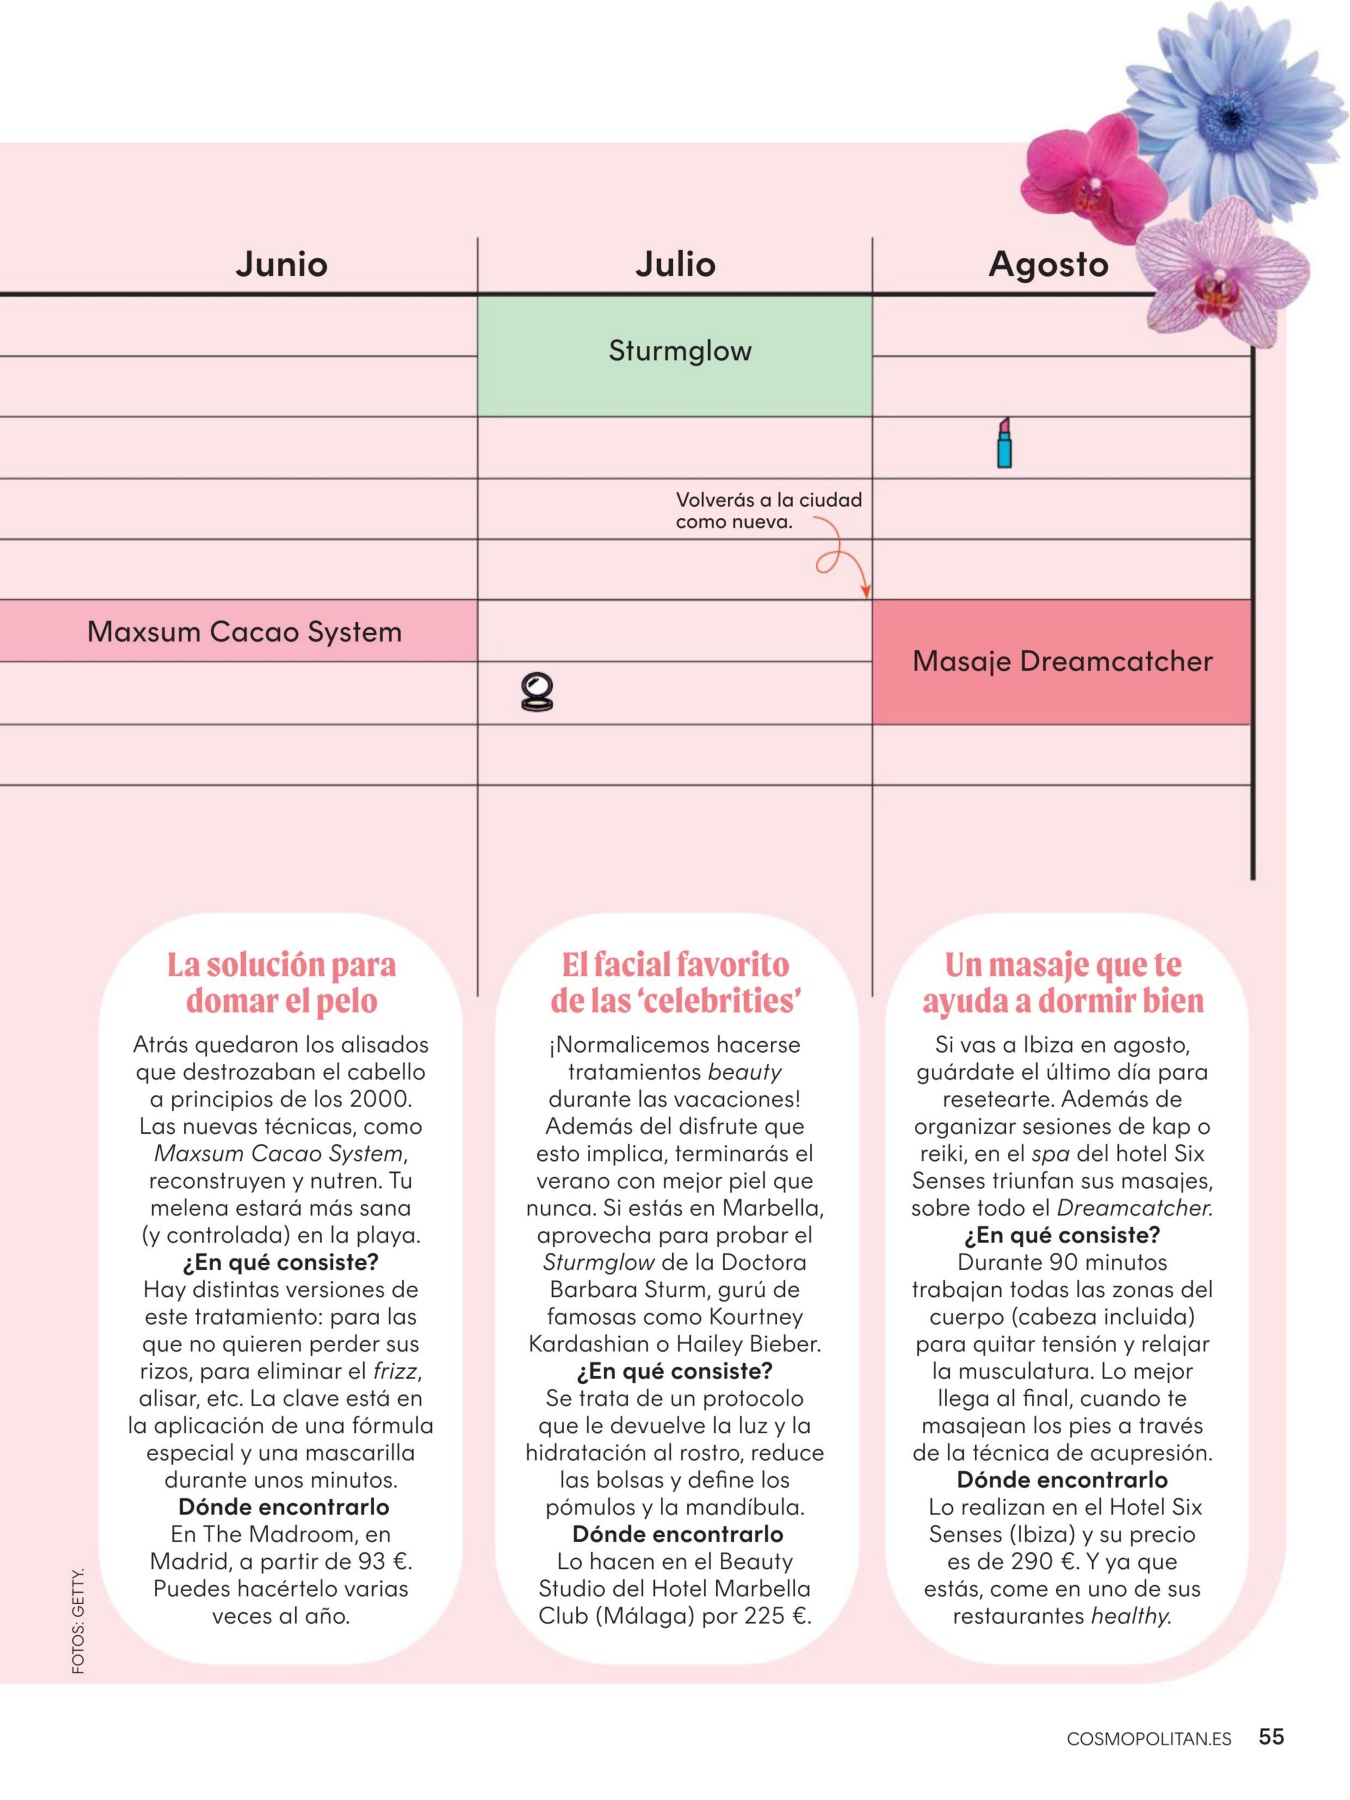 Junio
Julio
Agosto
Sturmglow
Volverás a la ciudad
como nueva.
Maxsum Cacao System
Masaje Dreamcatcher
La solución para
domar el pelo
Atrás quedaron los alisados
que destrozaban el cabello
a principios de los 2000.
Las nuevas técnicas, como
Maxsum Cacao System,
reconstruyen y nutren. Tu
melena estará más sana
(y controlada) en la playa.
¿En qué consiste?
Hay distintas versiones de
este tratamiento: para las
que no quieren perder sus
rizos, para eliminar el frizz,
alisar, etc. La clave está en
la aplicación de una fórmula
especial y una mascarilla
durante unos minutos.
Dónde encontrarlo
En The Madroom, en
Madrid, a partir de 93 €.
Puedes hacértelo varias
veces al año.
El facial favorito
de las ‘celebrities’
¡Normalicemos hacerse
tratamientos beauty
durante las vacaciones!
Además del disfrute que
esto implica, terminarás el
verano con mejor piel que
nunca. Si estás en Marbella,
aprovecha para probar el
Sturmglow de la Doctora
Barbara Sturm, gurú de
famosas como Kourtney
Kardashian o Hailey Bieber.
¿En qué consiste?
Se trata de un protocolo
que le devuelve la luz y la
hidratación al rostro, reduce
las bolsas y define los
pómulos y la mandíbula.
Dónde encontrarlo
Lo hacen en el Beauty
Studio del Hotel Marbella
Club (Málaga) por 225 €.
Un masaje que te
ayuda a dormir bien
Si vas a Ibiza en agosto,
guárdate el último día para
resetearte. Además de
organizar sesiones de kap o
reiki, en el spa del hotel Six
Senses triunfan sus masajes,
sobre todo el Dreamcatcher.
¿En qué consiste?
Durante 90 minutos
trabajan todas las zonas del
cuerpo (cabeza incluida)
para quitar tensión y relajar
la musculatura. Lo mejor
llega al final, cuando te
masajean los pies a través
de la técnica de acupresión.
Dónde encontrarlo
Lo realizan en el Hotel Six
Senses (Ibiza) y su precio
es de 290 €. Y ya que
estás, come en uno de sus
restaurantes healthy.
FOTOS: GETTY.
COSMOPOLITAN.ES 55